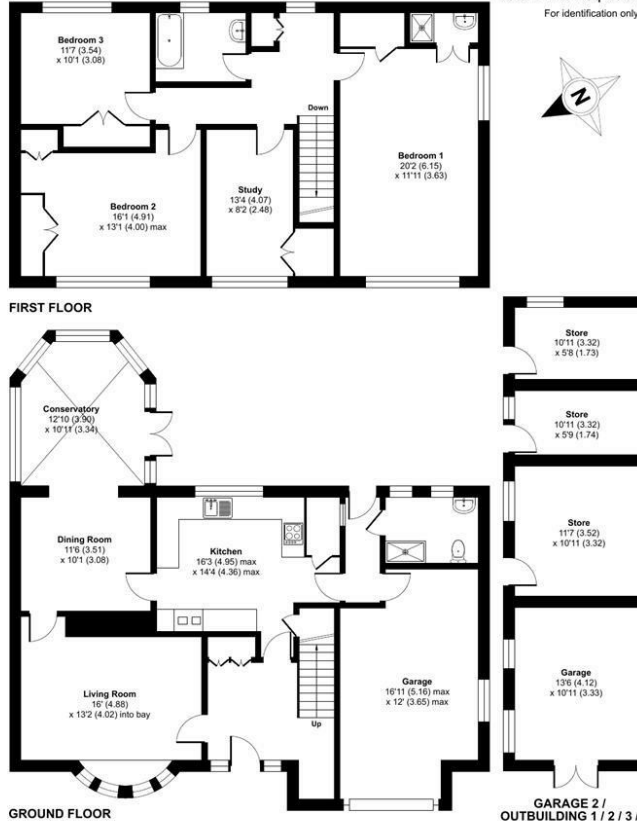 For identification only
N
Bedroom 3
11'7 (3.54)
x 10'1 (3.08)
Down
Bedroom 1
20'2 (6.15)
x 11'11 (3.63)
Bedroom 2
16'1 (4.91)
x 13'1 (4.00) max
Study
13'4 (4.07)
x 8'2 (2.48)
FIRST FLOOR
Store
10'11 (3.32)
x 5'8 (1.73)
Conservatory
12'10 (3.90)
x 10'11 (3.34)
Store
10'11 (3.32)
x 5'9 (1.74)
Dining Room
11'6 (3.51)
x 10'1 (3.08)
Kitchen
16'3 (4.95) max
x 14'4 (4.36) max
Store
11'7 (3.52)
x 10'11 (3.32)
Living Room
16' (4.88)
x 13'2 (4.02) into bay
Up
Garage
16'11 (5.16) max
x 12' (3.65) max
Garage
13'6 (4.12)
x 10'11 (3.33)
GROUND FLOOR
GARAGE 2 /
OUTBUILDING 1 / 2 / 3 /